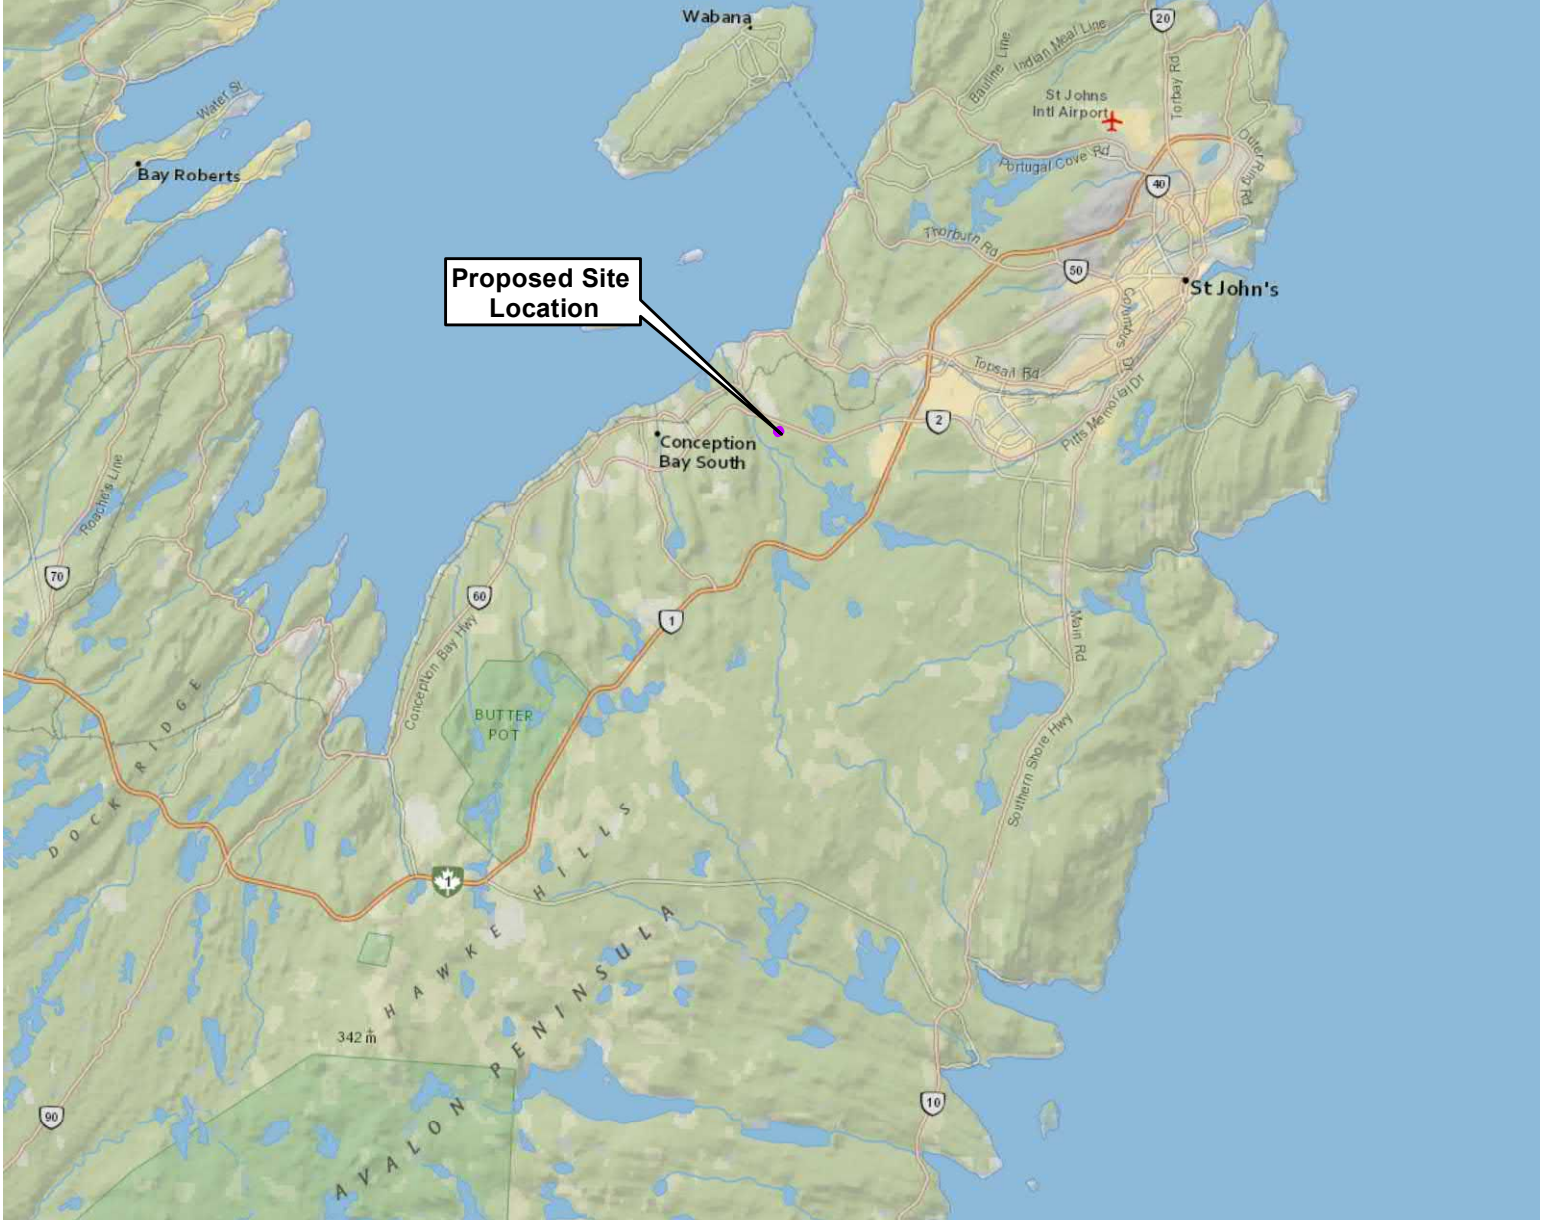 Wabana
20
Indian Meal Line
Bauline Line
Torbay Rd
St Johns
Intl Airport
Water St
Bay Roberts
Portugal Cove Rd
Outer Ring Rd
40
Thorburn Rd
50
Proposed Site
Location
St John's
Columbus Dr
Topsail Rd
Pitts Memorial Dr
2
Conception
Bay South
Roache's Line
70
60
1
Main Rd
Conception Bay Hwy
BUTTER
POT
DOCK RIDGE
Southern Shore Hwy
1
HAWKE HILLS
AVALON PENINSULA
342 m
10
90